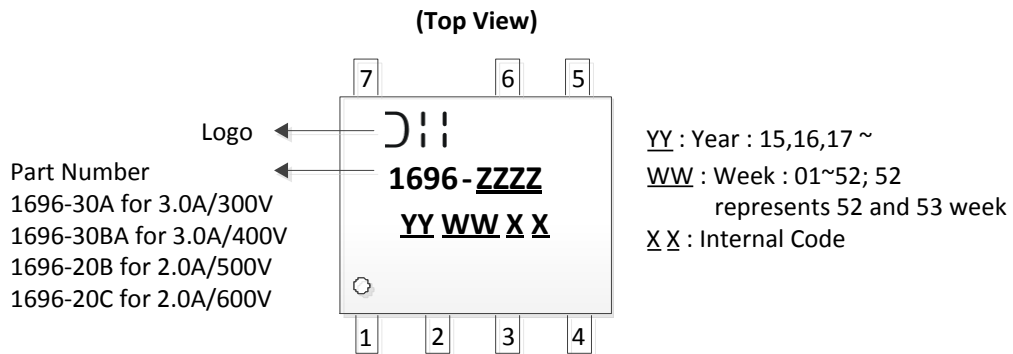 (Top View)
7 6 5
Logo
1696-ZZZZ
YY WW X X
Part Number
1696-30A for 3.0A/300V
1696-30BA for 3.0A/400V
1696-20B for 2.0A/500V
1696-20C for 2.0A/600V
YY : Year : 15,16,17 ~
WW : Week : 01~52; 52
represents 52 and 53 week
X X : Internal Code
1 2 3 4